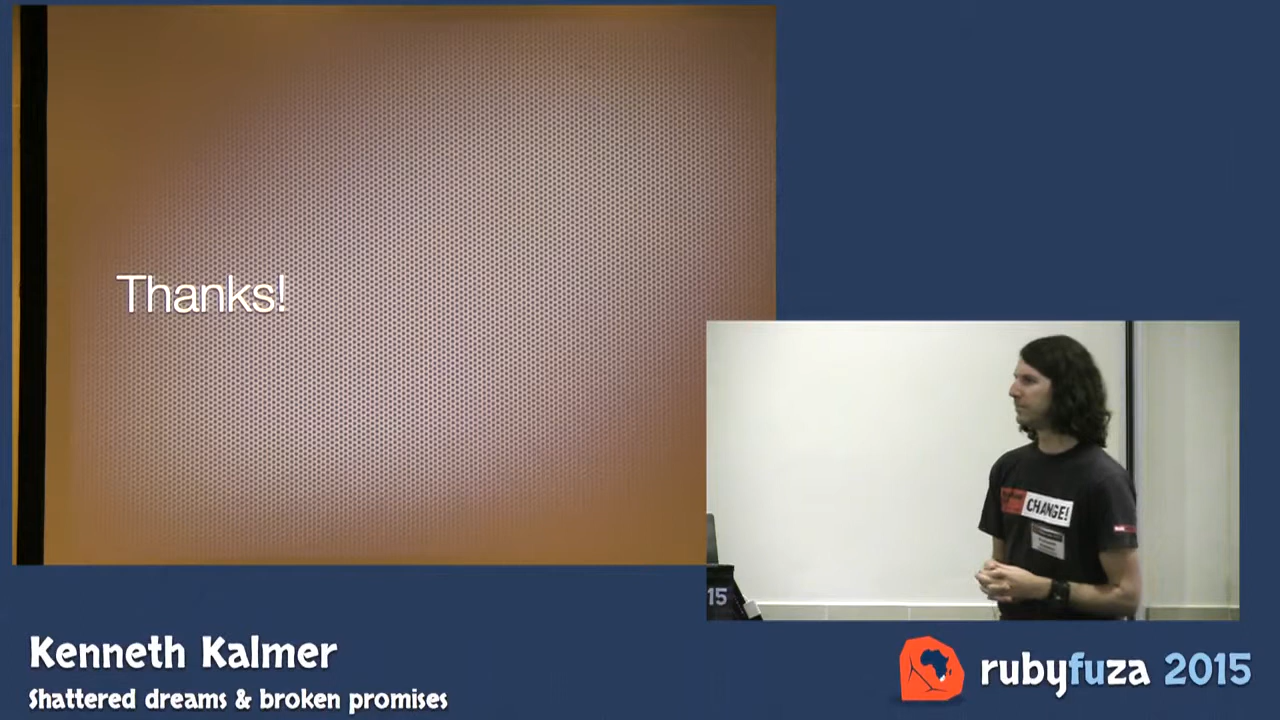 Thanks!
CHANGE!
15
Kenneth Kalmer
Shattered dreams & broken promises
rubyfuza 2015